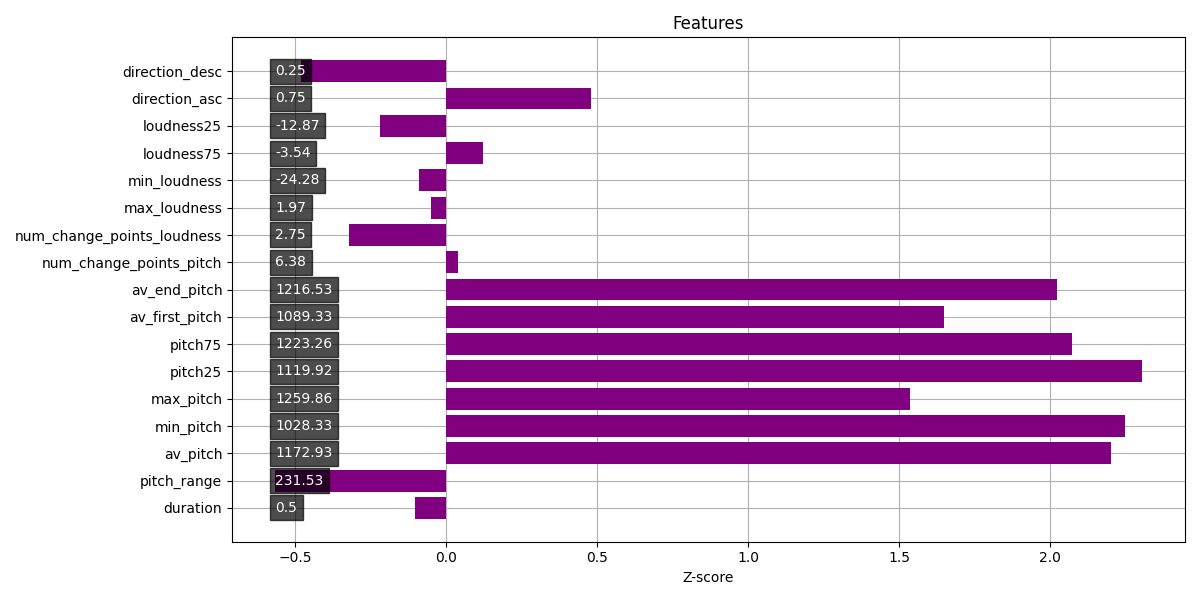 Features
direction_desc 0.25
direction_asc 0.75
loudness25 -12.87
loudness75 -3.54
min_loudness -24.28
max_loudness 1.97
num_change_points_loudness 2.75
num_change_points_pitch 6.38
av_end_pitch 1216.53
av_first_pitch 1089.33
pitch75 1223.26
pitch25 1119.92
max_pitch 1259.86
min_pitch 1028.33
av_pitch 1172.93
pitch_range 231.53
duration 0.5
−0.5 0.0 0.5 1.0 1.5 2.0
Z-score